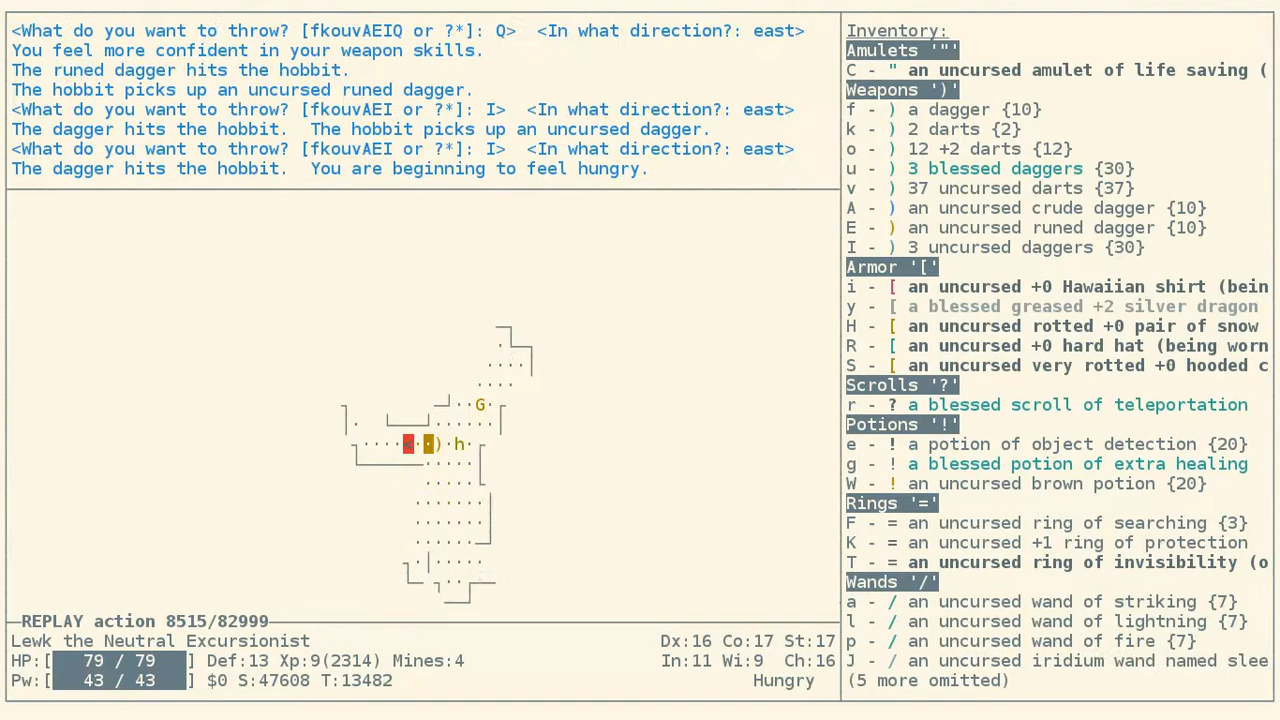 <What do you want to throw? [fkouvAEIQ or ?*]: Q>  <In what direction?: east>
You feel more confident in your weapon skills.
The runed dagger hits the hobbit.
The hobbit picks up an uncursed runed dagger.
<What do you want to throw? [fkouvAEI or ?*]: I>  <In what direction?: east>
The dagger hits the hobbit.  The hobbit picks up an uncursed dagger.
<What do you want to throw? [fkouvAEI or ?*]: I>  <In what direction?: east>
The dagger hits the hobbit.  You are beginning to feel hungry.
G
) h
REPLAY action 8515/82999
Lewk the Neutral Excursionist Dx:16 Co:17 St:17
HP:[ 79 / 79 ] Def:13 Xp:9(2314) Mines:4 In:11 Wi:9 Ch:16
Pw:[ 43 / 43 ] $0 S:47608 T:13482 Hungry
Inventory:
Amulets '"'
C - " an uncursed amulet of life saving (
Weapons ')'
f - ) a dagger {10}
k - ) 2 darts {2}
o - ) 12 +2 darts {12}
u - ) 3 blessed daggers {30}
v - ) 37 uncursed darts {37}
A - ) an uncursed crude dagger {10}
E - ) an uncursed runed dagger {10}
I - ) 3 uncursed daggers {30}
Armor '['
i - [ an uncursed +0 Hawaiian shirt (bein
y - [ a blessed greased +2 silver dragon
H - [ an uncursed rotted +0 pair of snow
R - [ an uncursed +0 hard hat (being worn
S - [ an uncursed very rotted +0 hooded c
Scrolls '?'
r - ? a blessed scroll of teleportation
Potions '!'
e - ! a potion of object detection {20}
g - ! a blessed potion of extra healing
W - ! an uncursed brown potion {20}
Rings '='
F - = an uncursed ring of searching {3}
K - = an uncursed +1 ring of protection
T - = an uncursed ring of invisibility (o
Wands '/'
a - / an uncursed wand of striking {7}
l - / an uncursed wand of lightning {7}
p - / an uncursed wand of fire {7}
J - / an uncursed iridium wand named slee
(5 more omitted)